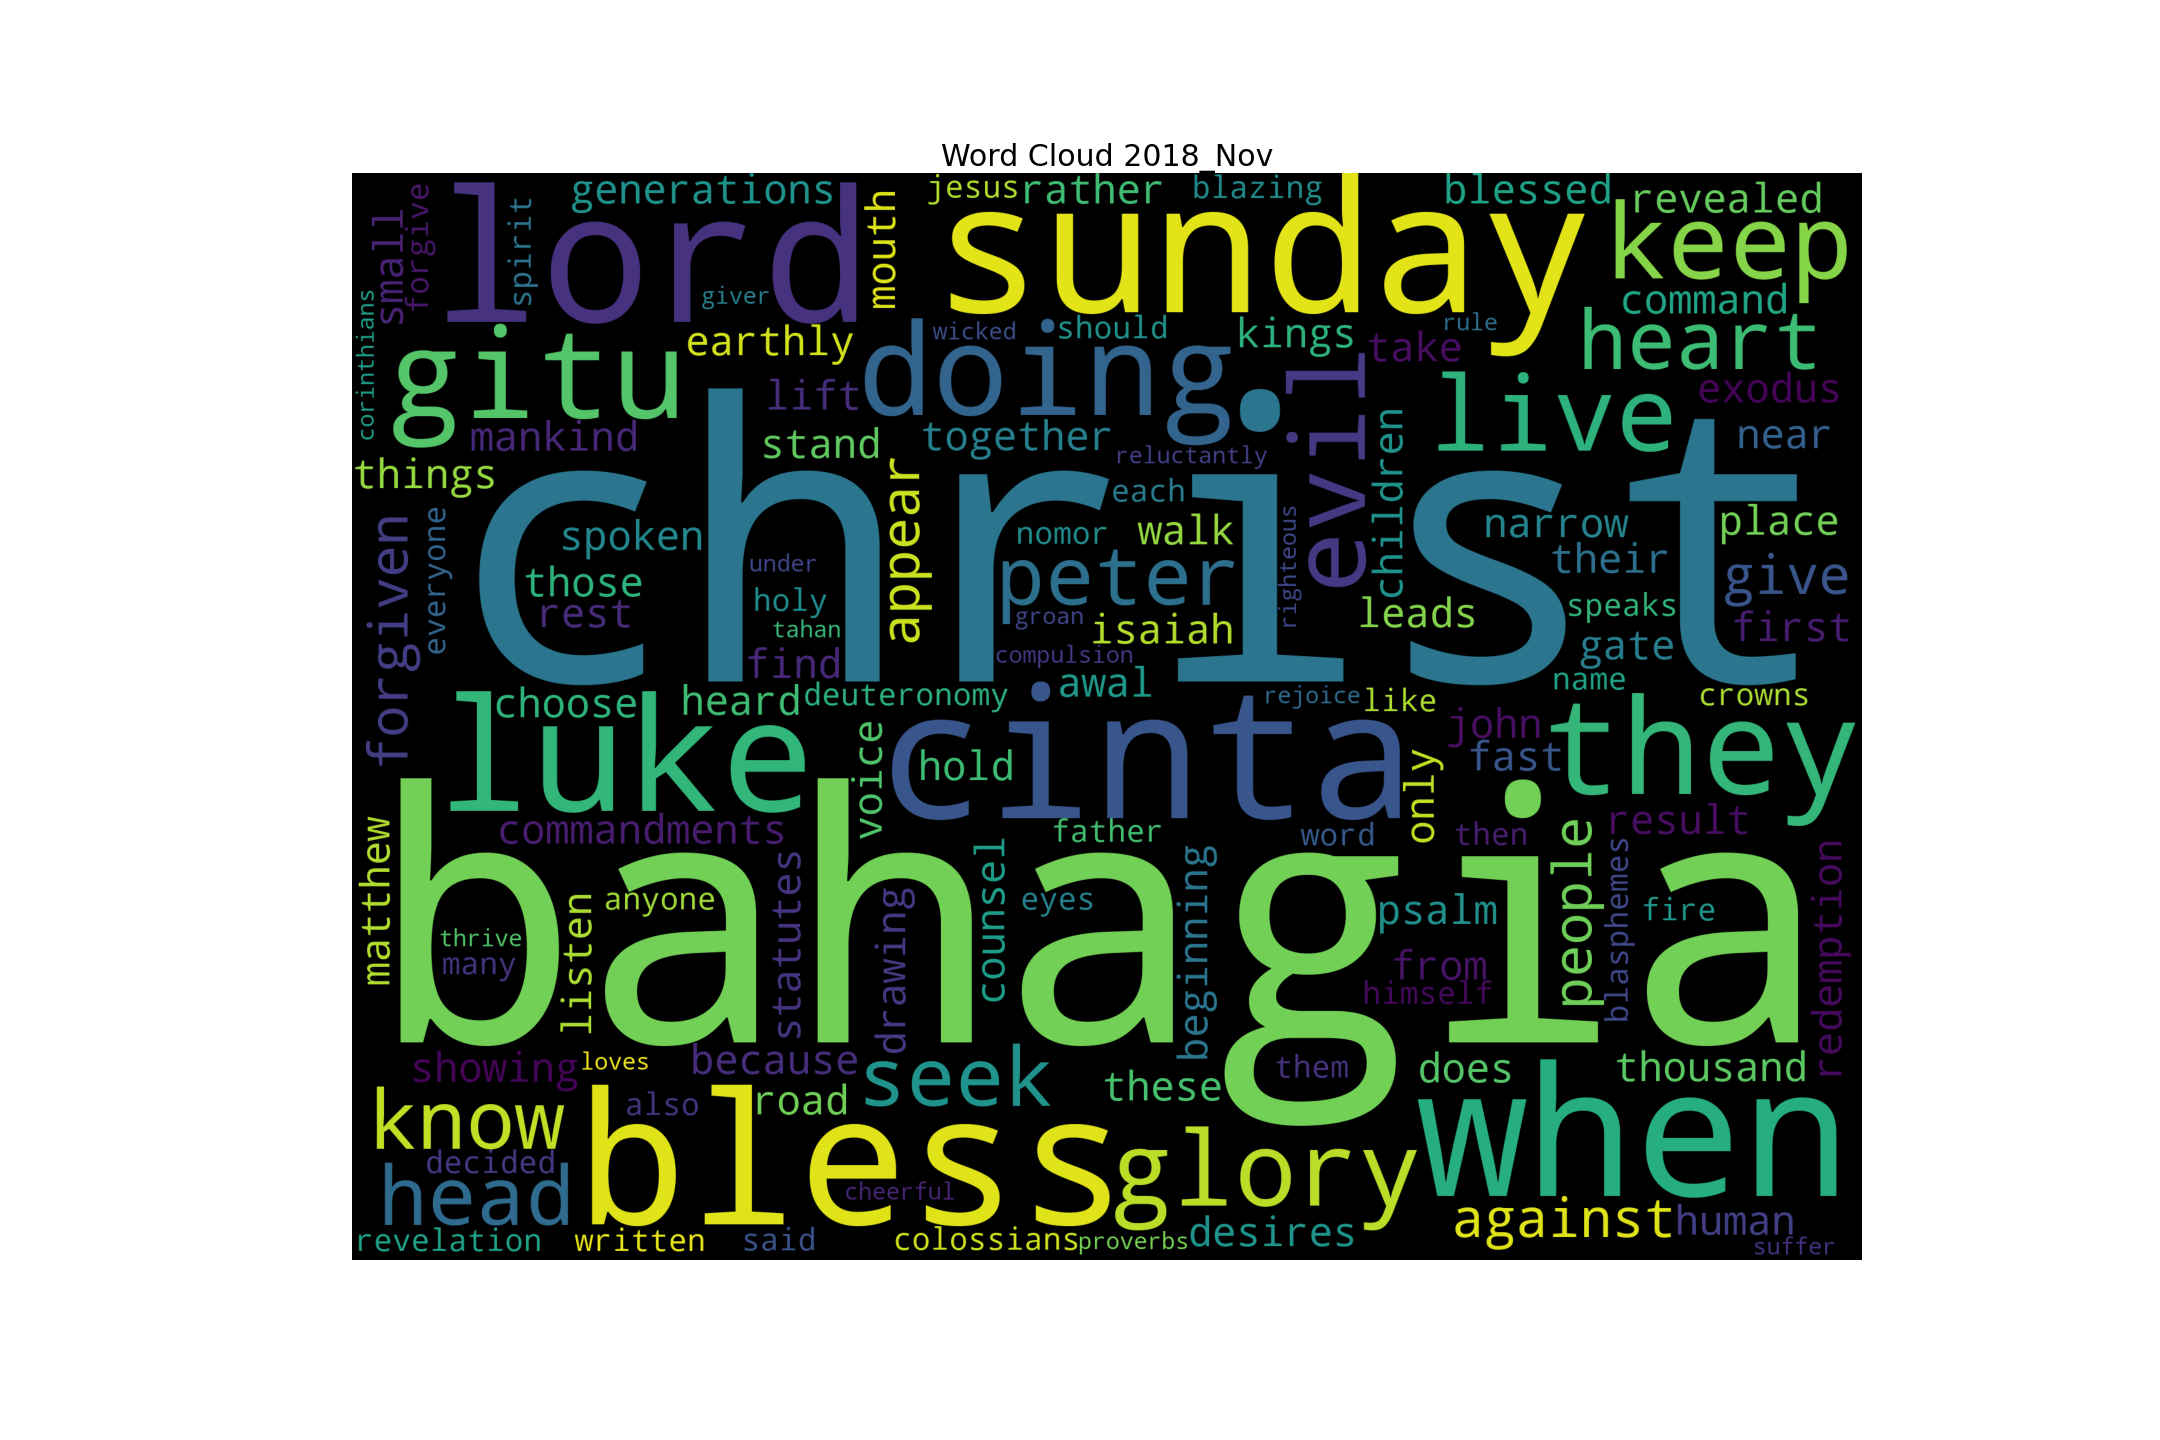 Word Cloud 2018_Nov
lord
sunday
generations
jesus
rather
blazing
blessed
revealed
keep
small
forgive
spirit
giver
mouth
command
corinthians
gitu
earthly
doing
wicked
should
kings
rule
take
heart
lift
evil
live
exodus
mankind
stand
together
near
things
christ
reluctantly
children
each
appear
spoken
nomor
walk
righteous
narrow
place
forgiven
everyone
those
under
peter
their
give
rest
holy
tahan
groan
isaiah
leads
speaks
first
find
compulsion
gate
choose
heard
deuteronomy
awal
rejoice
like
name
crowns
luke
voice
cinta
hold
john
fast
they
only
bahagia
commandments
father
word
then
result
matthew
listen
anyone
statutes
drawing
counsel
eyes
beginning
psalm
people
blasphemes
fire
redemption
thrive
many
from
himself
showing
loves
because
seek
these
them
does
thousand
know
also
road
when
bless
glory
decided
head
cheerful
against
human
revelation
written
said
colossians
proverbs
desires
suffer